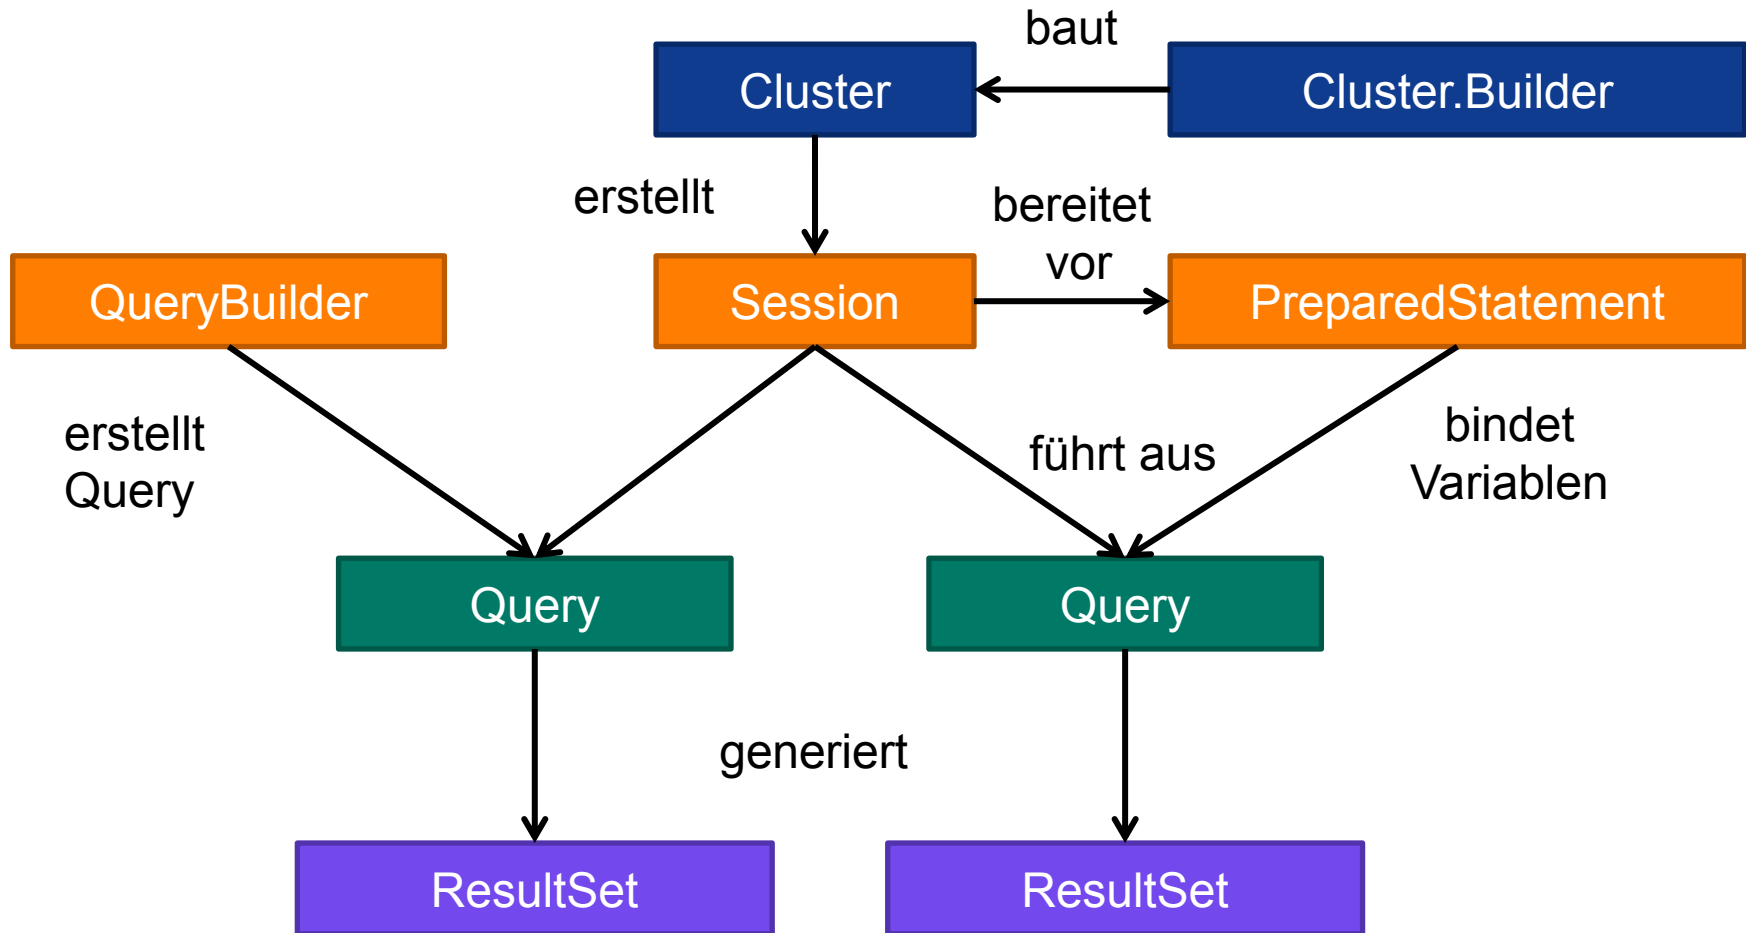 baut
Cluster
Cluster.Builder
erstellt
bereitet
vor
QueryBuilder
Session
PreparedStatement
erstellt
Query
führt aus
bindet
Variablen
Query
Query
generiert
ResultSet
ResultSet